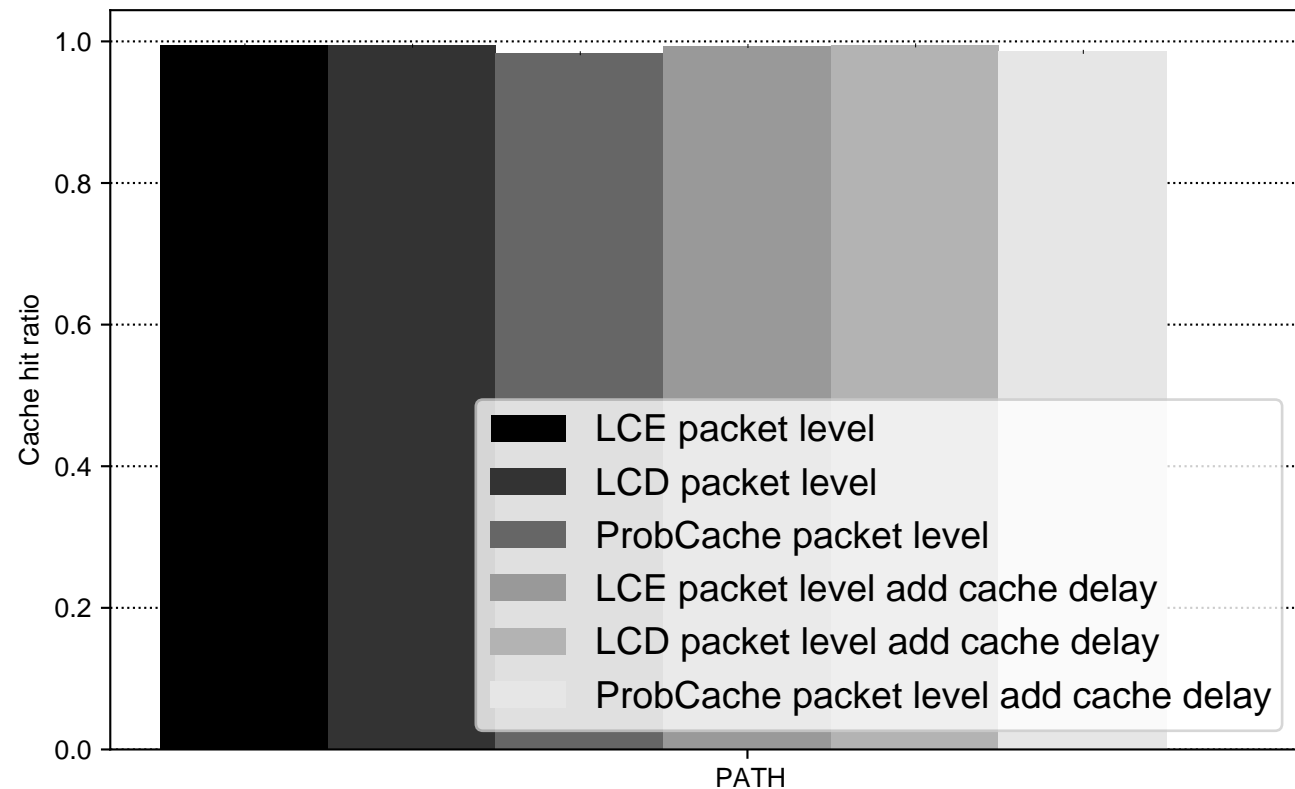 1.0
0.8
0.6
0.4
0.2
0.0
Cache hit ratio
LCE packet level
LCD packet level
ProbCache packet level
LCE packet level add cache delay
LCD packet level add cache delay
ProbCache packet level add cache delay
PATH